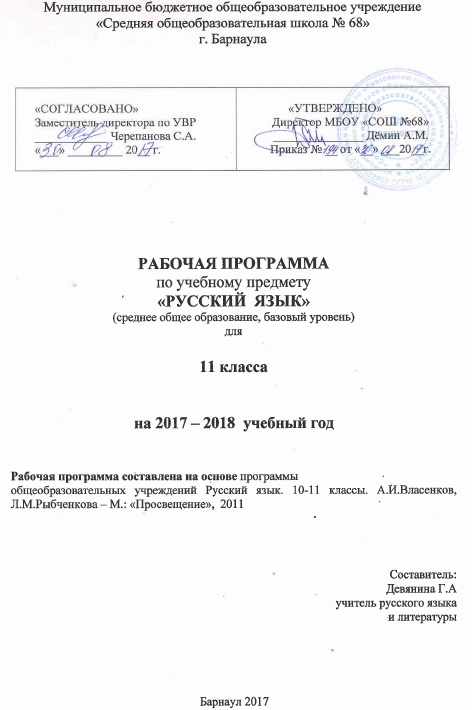 Муниципальное бюджетное общеобразовательное учреждение
«Средняя общеобразовательная школа № 68»
г. Барнаула
«СОГЛАСОВАНО»
Заместитель директора по УВР
Черепанова С.А.
«30» 08 2017г.
«УТВЕРЖДЕНО»
Директор МБОУ «СОШ №68»
Дёмин А.М.
Приказ № от «30» 08 2017г.
РАБОЧАЯ ПРОГРАММА
по учебному предмету
«РУССКИЙ ЯЗЫК»
(среднее общее образование, базовый уровень)
для
11 класса
на 2017 – 2018 учебный год
Рабочая программа составлена на основе программы
общеобразовательных учреждений Русский язык. 10-11 классы. А.И.Власенков,
Л.М.Рыбченкова – М.: «Просвещение», 2011
Составитель:
Девянина Г.А
учитель русского языка
и литературы
Барнаул 2017